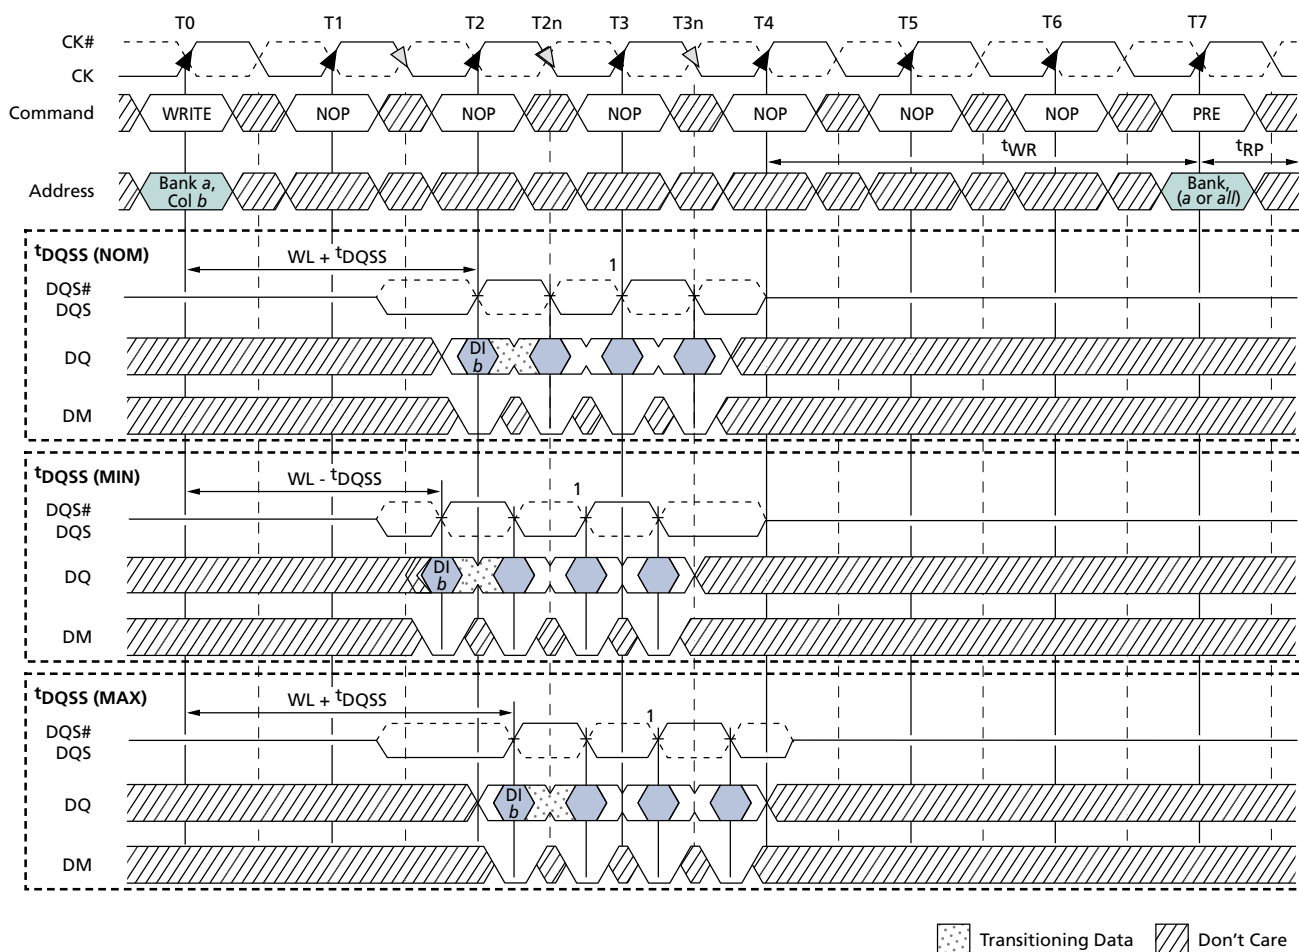 T0 T1 T2 T2n T3 T3n T4 T5 T6 T7
CK#
CK
Command WRITE NOP NOP NOP NOP NOP NOP PRE
tWR tRP
Address Bank a, Col b Bank, (a or all)
tDQSS (NOM)
WL + tDQSS
1
DQS#
DQS
DQ DI b
DM
tDQSS (MIN)
WL - tDQSS
1
DQS#
DQS
DQ DI b
DM
tDQSS (MAX)
WL + tDQSS
1
DQS#
DQS
DQ DI b
DM
Transitioning Data Don't Care